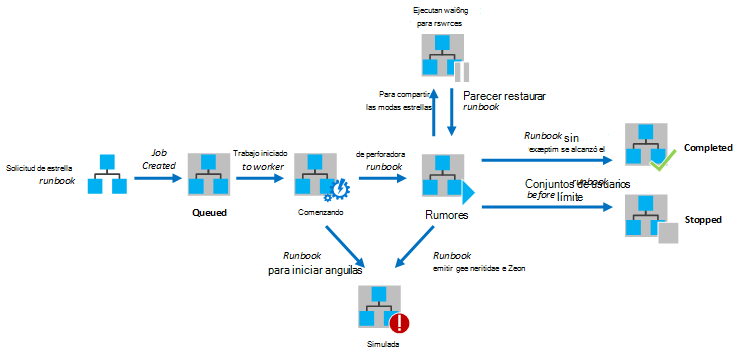 Ejecutan wai6ng
para rswrces
Para compartir
las modas estrellas
Parecer restaurar
runbook
Solicitud de estrella
runbook
Job
Created
Queued
Trabajo iniciado
to worker
Comenzando
de perforadora
runbook
Rumores
Runbook sin
exæptim se alcanzó el
Completed
Conjuntos de usuarios
runbook
before límite
Stopped
Runbook
para iniciar anguilas
Runbook
emitir gee neritidae e Zeon
Simulada